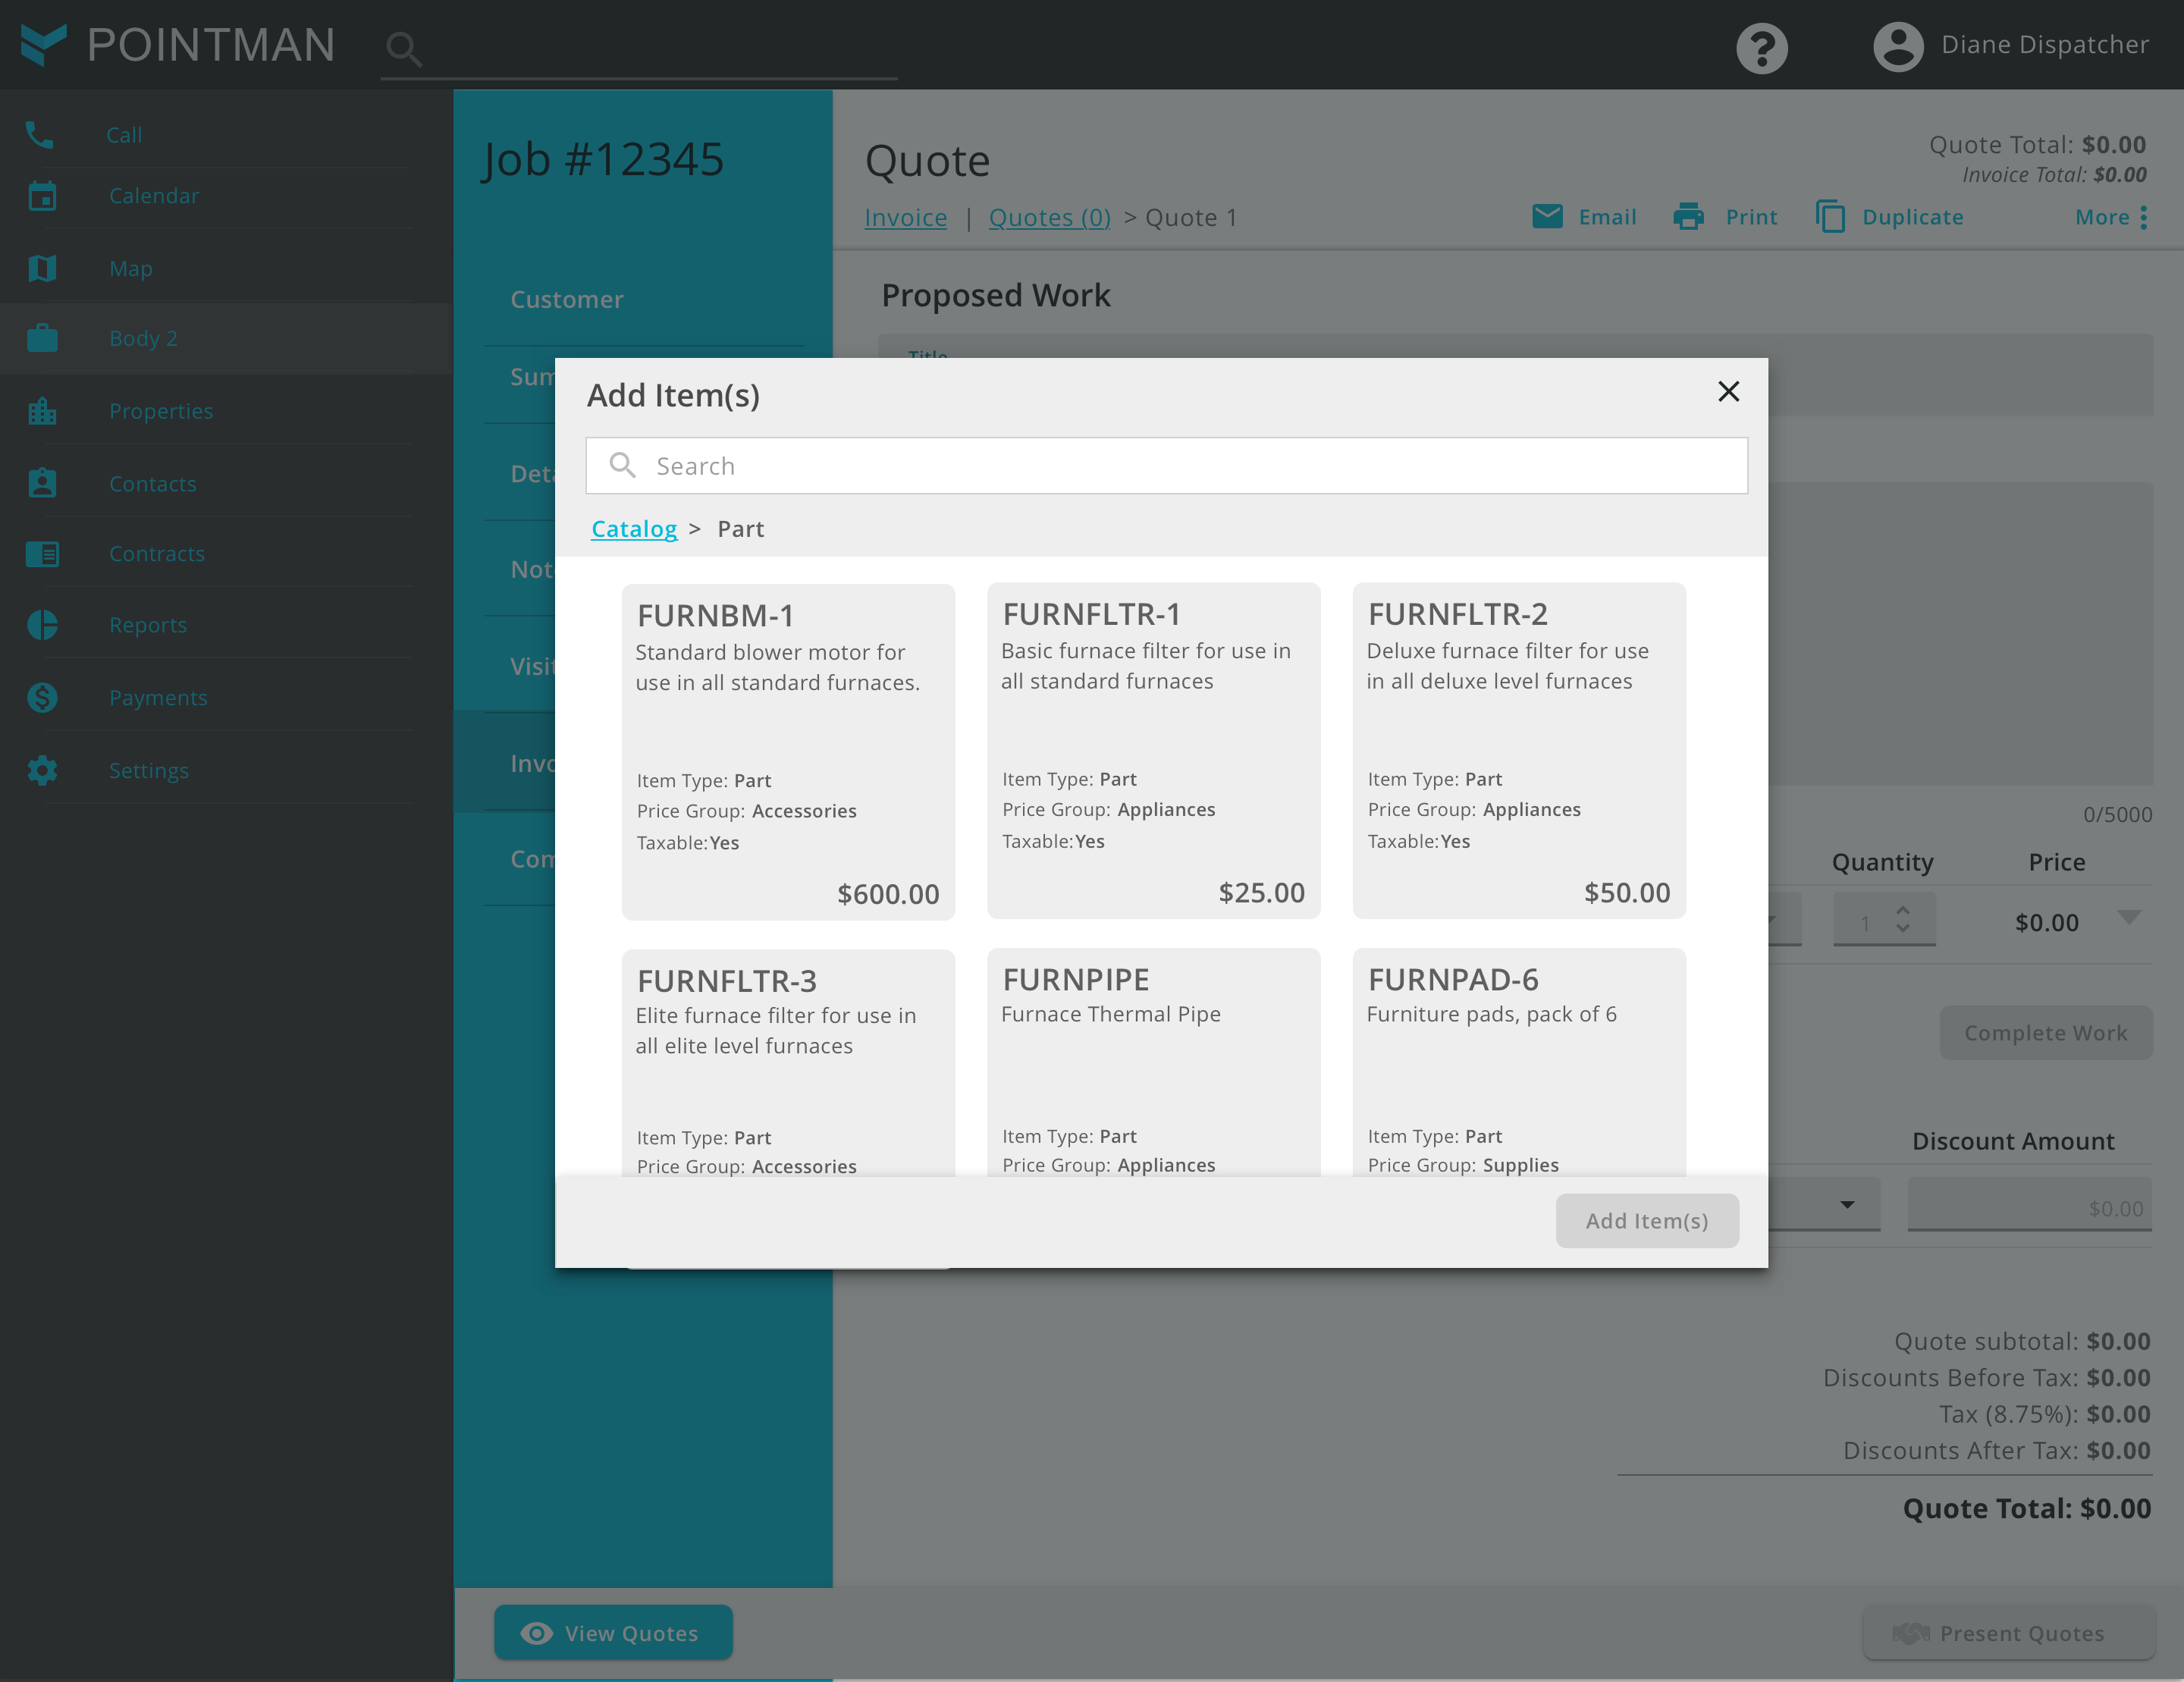 POINTMAN
Diane Dispatcher
Call
Calendar
Map
Body 2
Properties
Contacts
Contracts
Reports
Payments
Settings
Job #12345
Customer
View Quotes
Quote
Invoice | Quotes (0) > Quote 1
Quote Total: $0.00
Invoice Total: $0.00
Email Print Duplicate More
Proposed Work
Title
Add Item(s)
Search
Catalog > Part
FURNBM-1
Standard blower motor for
use in all standard furnaces.
Item Type: Part
Price Group: Accessories
Taxable:Yes
$600.00
FURNFLTR-1
Basic furnace filter for use in
all standard furnaces
Item Type: Part
Price Group: Appliances
Taxable:Yes
$25.00
FURNFLTR-2
Deluxe furnace filter for use
in all deluxe level furnaces
Item Type: Part
Price Group: Appliances
Taxable:Yes
$50.00
FURNFLTR-3
Elite furnace filter for use in
all elite level furnaces
Item Type: Part
Price Group: Accessories
FURNPIPE
Furnace Thermal Pipe
Item Type: Part
Price Group: Appliances
FURNPAD-6
Furniture pads, pack of 6
Item Type: Part
Price Group: Supplies
Add Item(s)
0/5000
Quantity Price
1 $0.00
Complete Work
Discount Amount
$0.00
Quote subtotal: $0.00
Discounts Before Tax: $0.00
Tax (8.75%): $0.00
Discounts After Tax: $0.00
Quote Total: $0.00
Present Quotes